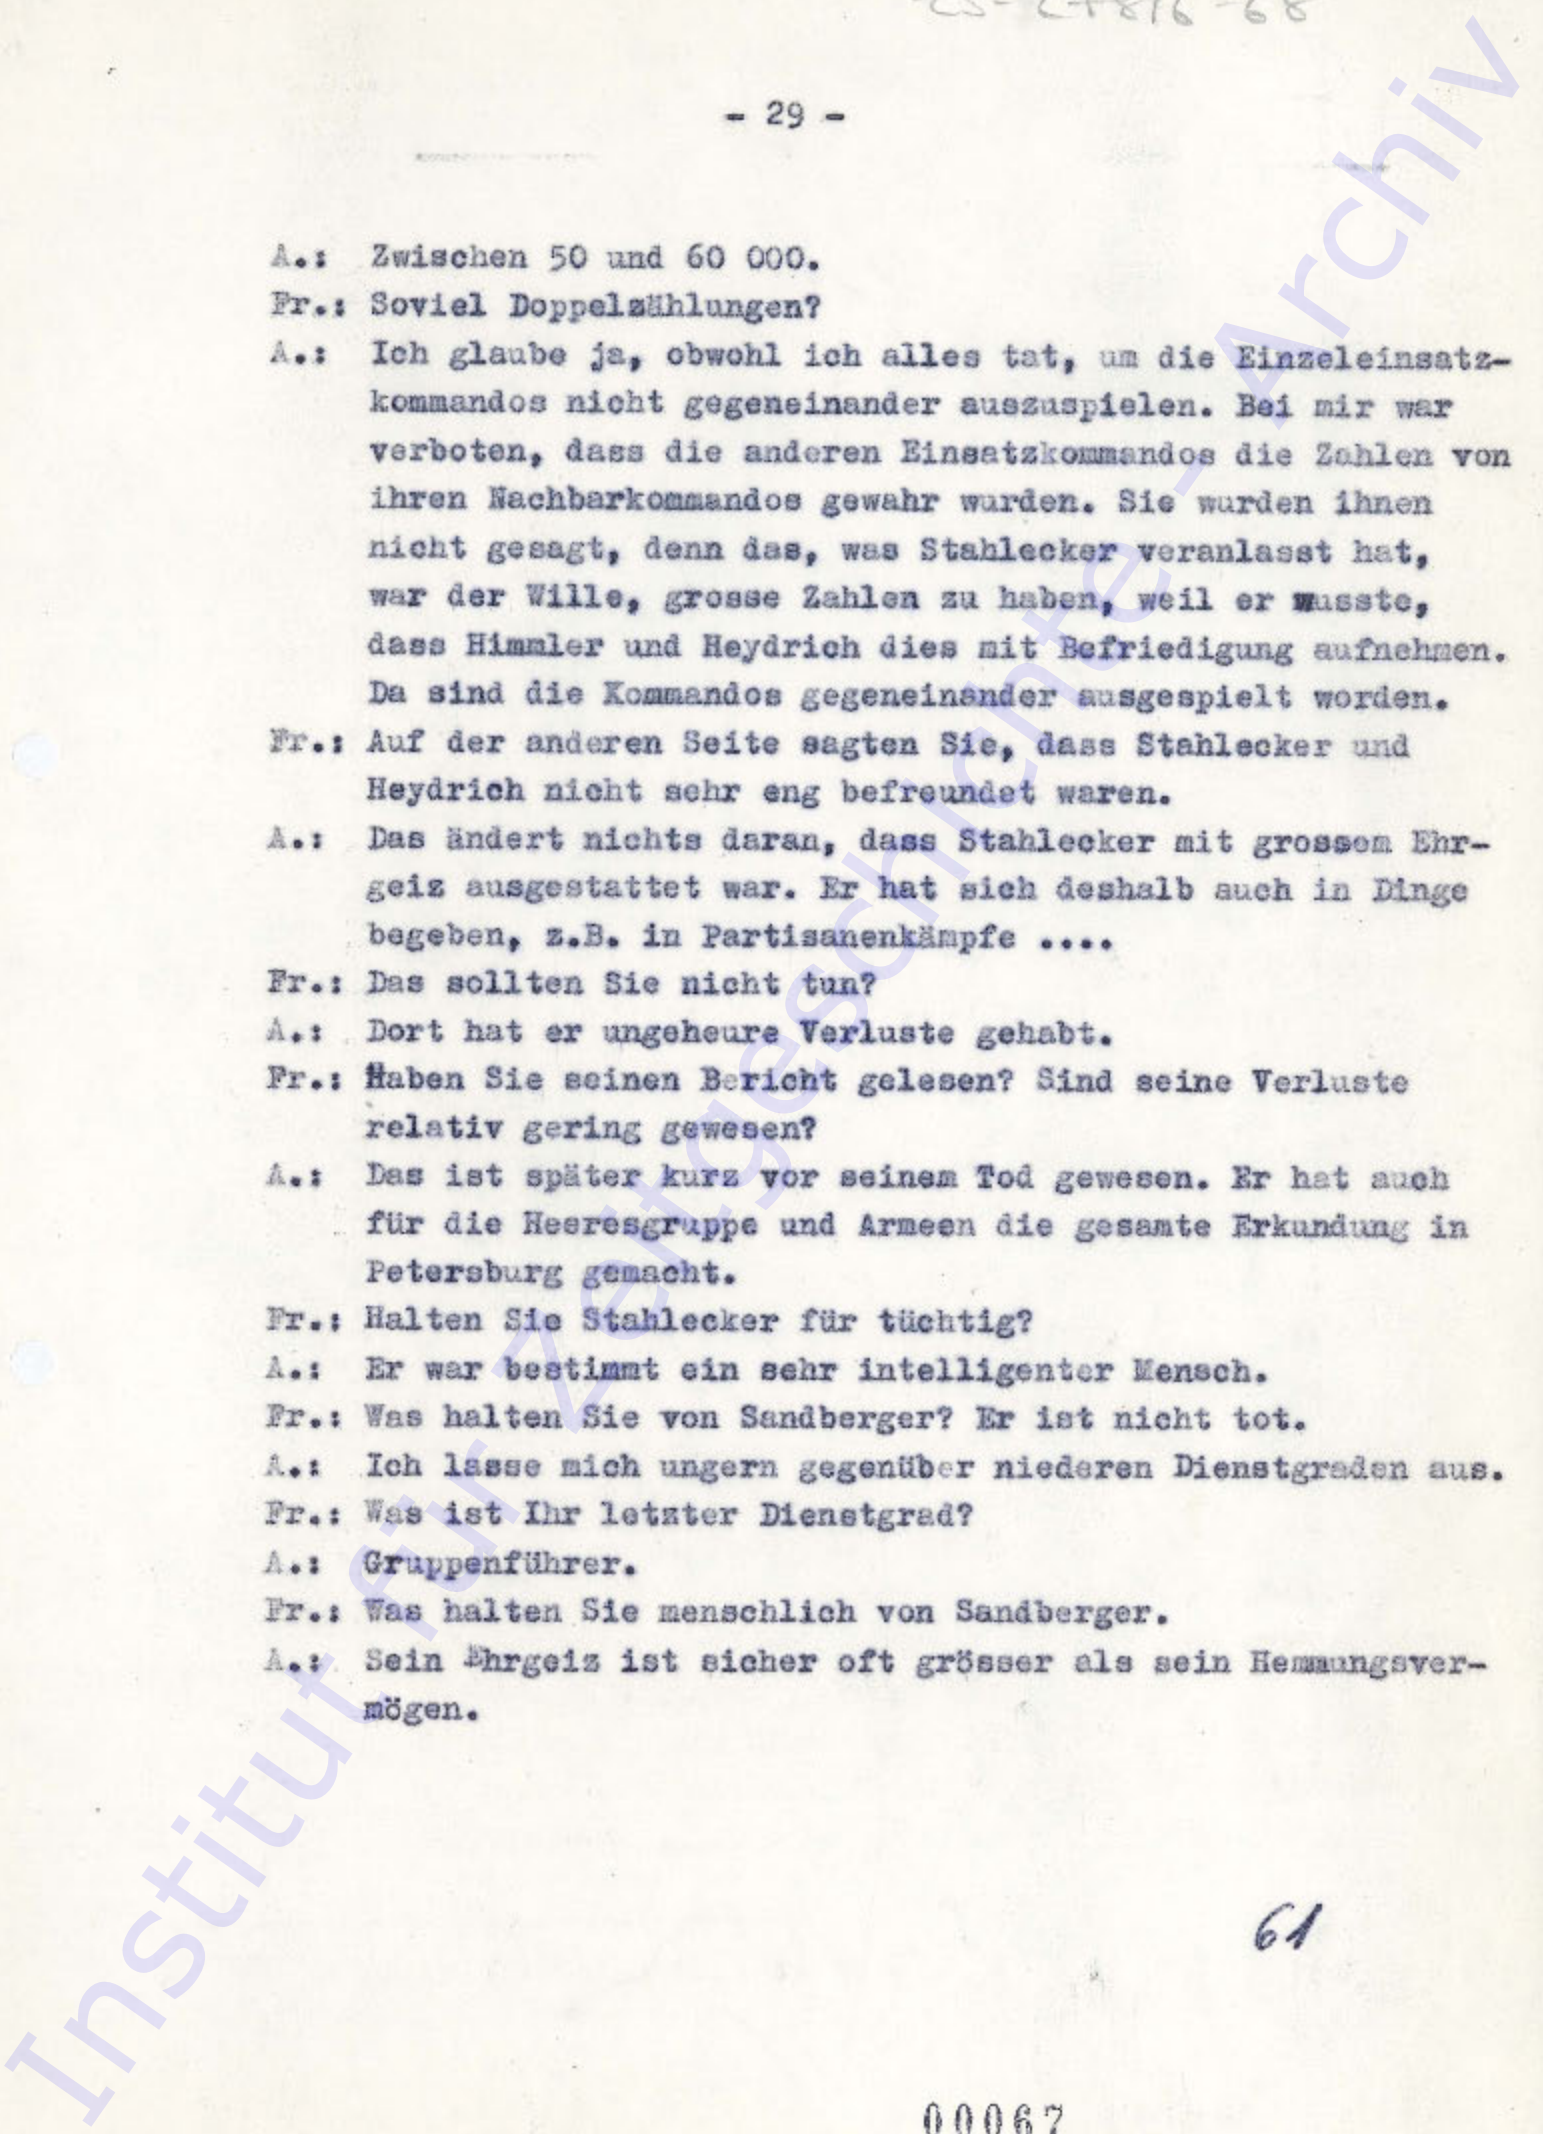 - 29 -
A.: Zwischen 50 und 60 000.
Fr.: Soviel Doppelzählungen?
A.: Ich glaube ja, obwohl ich alles tat, um die Einzeleinsatz-
kommandos nicht gegeneinander auszuspielen. Bei mir war
verboten, dass die anderen Einsatzkommandos die Zahlen von
ihren Nachbarkommandos gewahr wurden. Sie wurden ihnen
nicht gesagt, denn das, was Stahlecker veranlasst hat,
war der Wille, grosse Zahlen zu haben, weil er wusste,
dass Himmler und Heydrich dies mit Befriedigung aufnehmen.
Da sind die Kommandos gegeneinander ausgespielt worden.
Fr.: Auf der anderen Seite sagten Sie, dass Stahlecker und
Heydrich nicht sehr eng befreundet waren.
A.: Das ändert nichts daran, dass Stahlecker mit grossem Ehr-
geiz ausgestattet war. Er hat sich deshalb auch in Dinge
begeben, z.B. in Partisanenkämpfe ....
Fr.: Das sollten Sie nicht tun?
A.: Dort hat er ungeheure Verluste gehabt.
Fr.: Haben Sie seinen Bericht gelesen? Sind seine Verluste
relativ gering gewesen?
A.: Das ist später kurz vor seinem Tod gewesen. Er hat auch
für die Heeresgruppe und Armeen die gesamte Erkundung in
Petersburg gemacht.
Fr.: Halten Sie Stahlecker für tüchtig?
A.: Er war bestimmt ein sehr intelligenter Mensch.
Fr.: Was halten Sie von Sandberger? Er ist nicht tot.
A.: Ich lasse mich ungern gegenüber niederen Dienstgraden aus.
Fr.: Was ist Ihr letzter Dienstgrad?
A.: Gruppenführer.
Fr.: Was halten Sie menschlich von Sandberger.
A.: Sein Ehrgeiz ist sicher oft grösser als sein Hemmungsver-
mögen.
61
00067
Institut für Zeitgeschichte - Archiv